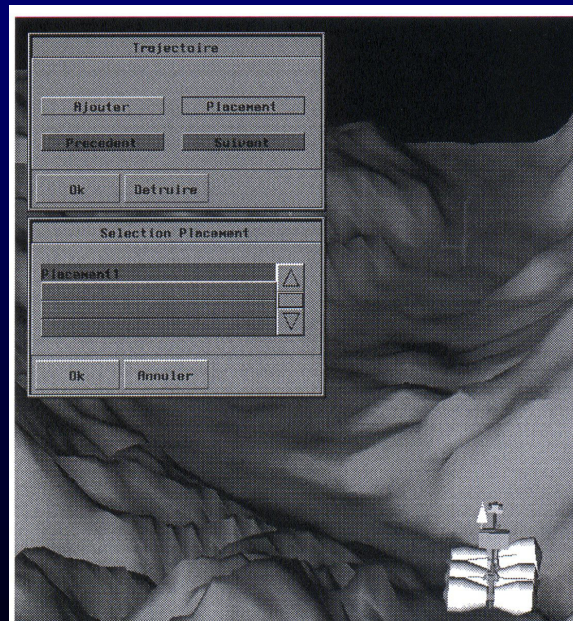 Trajectoire
Ajouter Placement
Precedent Suivant
Ok Detruire
Selection Placement
Placement1
Ok Annuler